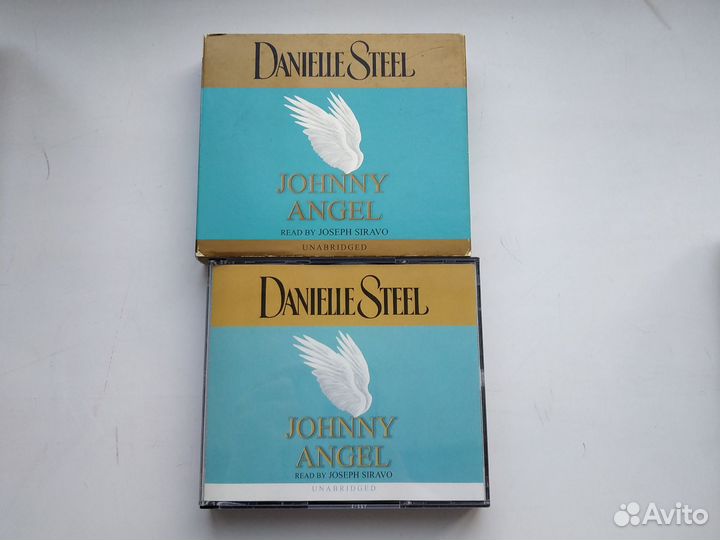 DANIELLE STEEL
JOHNNY
ANGEL
READ BY JOSEPH SIRAVO
UNABRIDGED
DANIELLE STEEL
JOHNNY
ANGEL
READ BY JOSEPH SIRAVO
UNABRIDGED
Avito